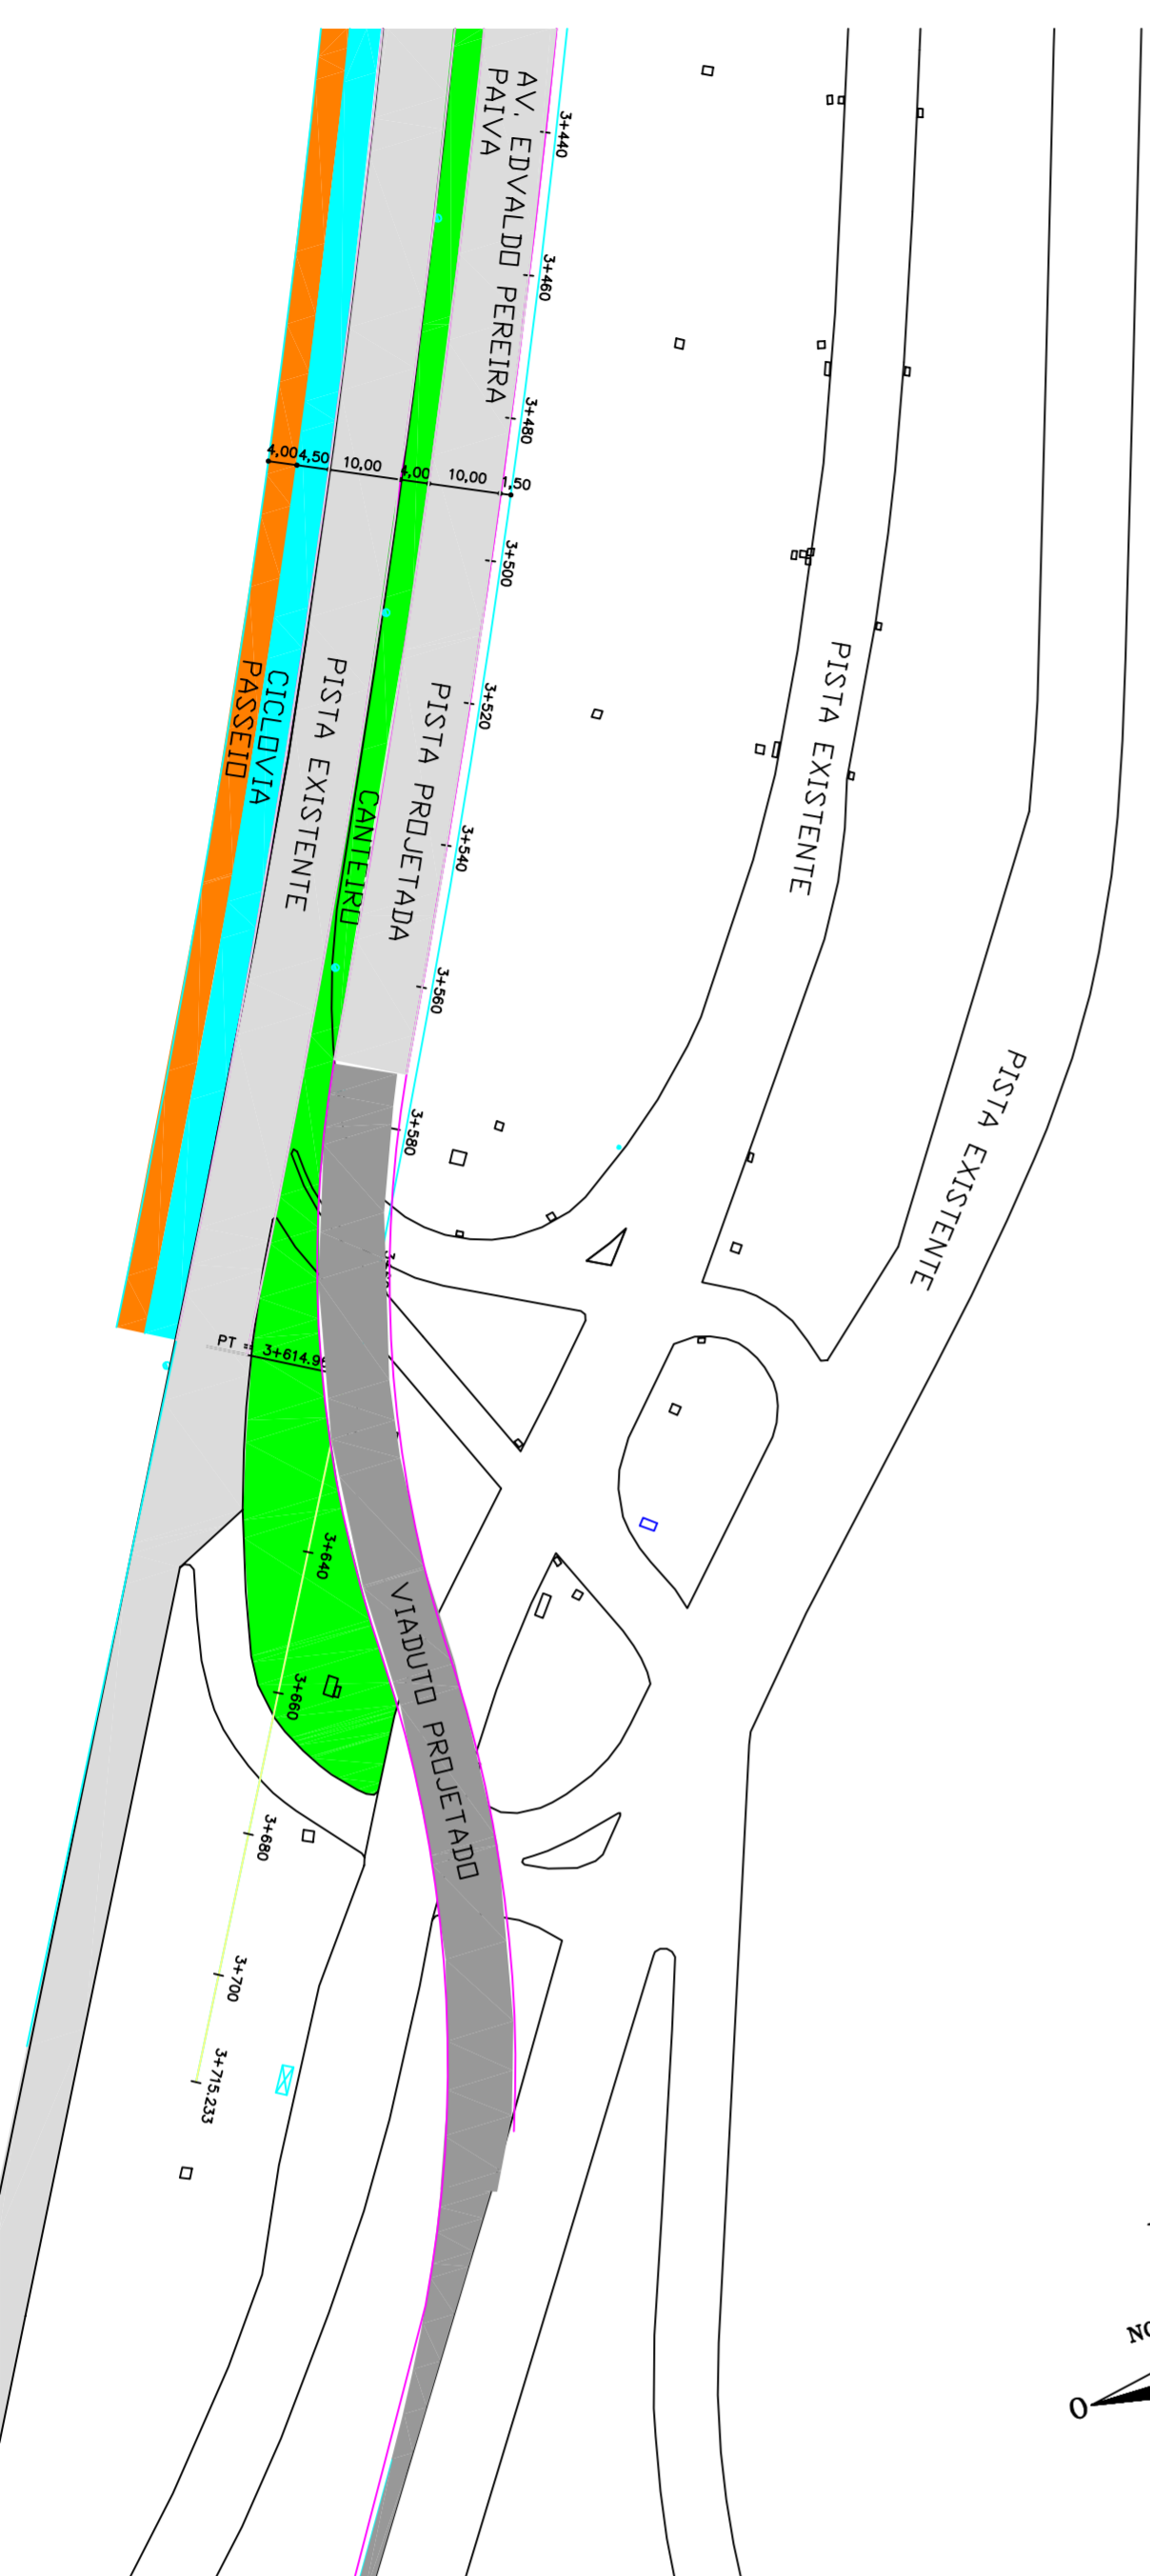 AV. EDVALDO PEREIRA
PAIVA
3+440
3+460
3+480
4,00 4,50 10,00 4,00 10,00 1,50
3+500
3+520
3+540
3+560
3+580
PASSEIO
CICLOVIA
PISTA EXISTENTE
CANTEIRO
PISTA PROJETADA
PISTA EXISTENTE
PISTA EXISTENTE
PT =
3+614.9
3+640
3+660
VIADUTO PROJETADO
3+680
3+700
3+715.233
NO
O